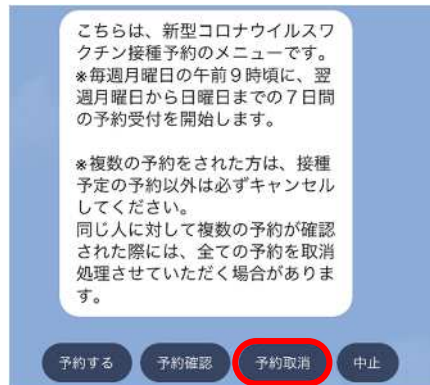 こちらは、新型コロナウイルスワ
クチン接種予約のメニューです。
※毎週月曜日の午前9時頃に、翌
週月曜日から日曜日までの7日間
の予約受付を開始します。
※複数の予約をされた方は、接種
予定の予約以外は必ずキャンセル
してください。
同じ人に対して複数の予約が確認
された際には、全ての予約を取消
処理させていただく場合がありま
す。
予約する 予約確認 予約取消 中止